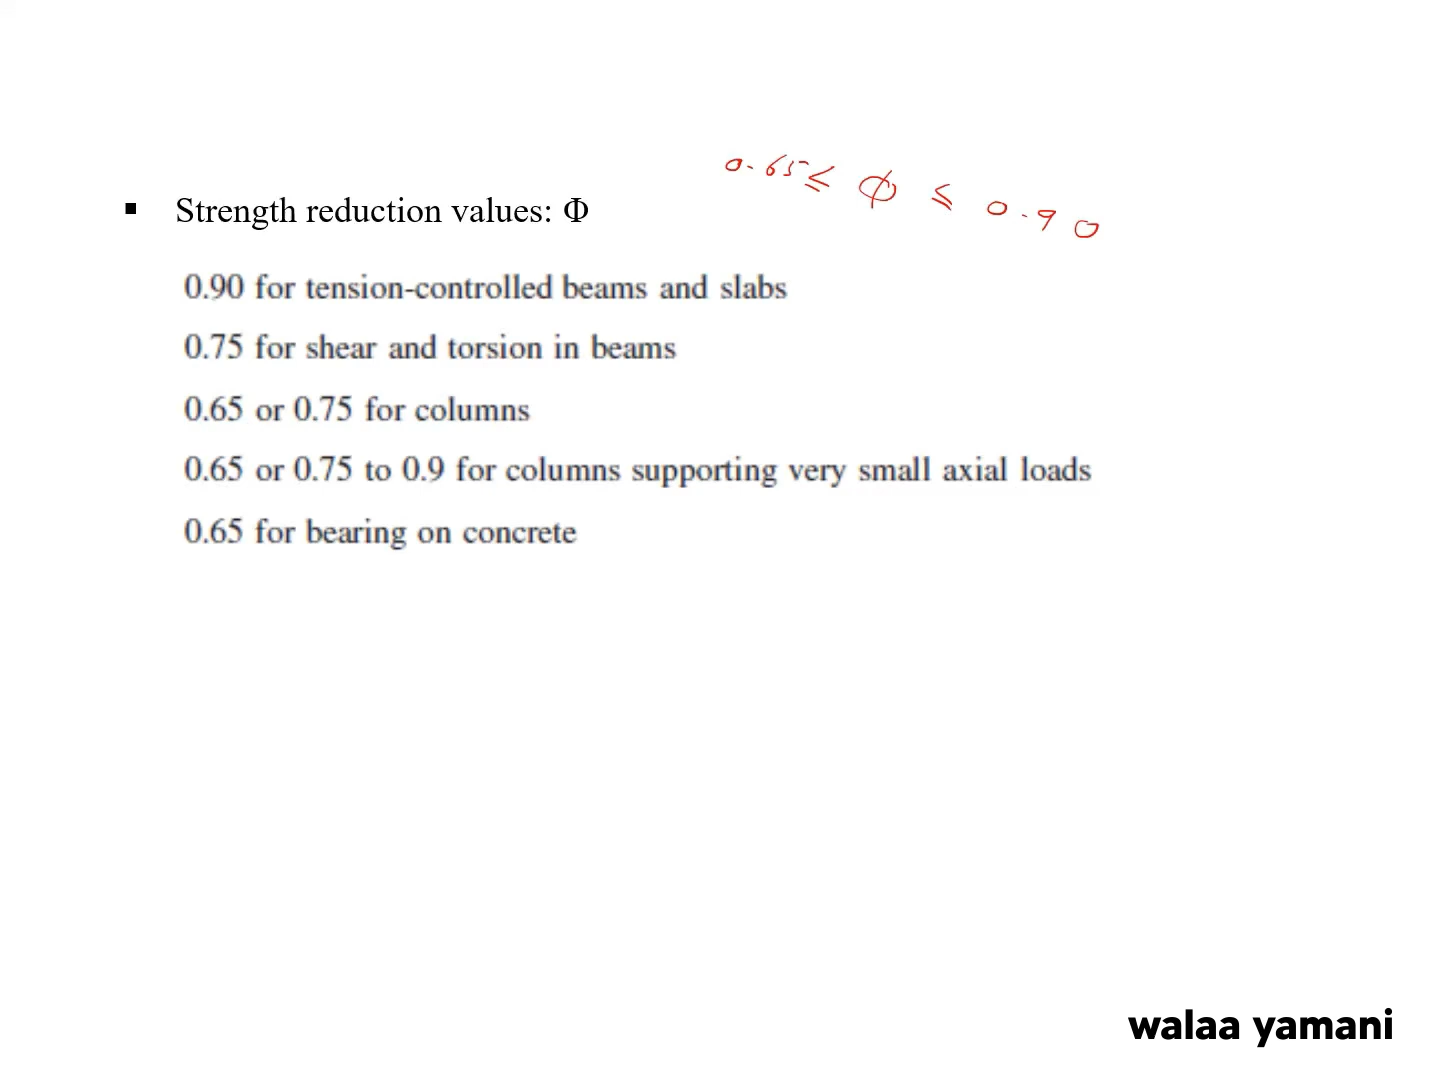 0.65 ≤ Φ ≤ 0.90
▪ Strength reduction values: Φ
0.90 for tension-controlled beams and slabs
0.75 for shear and torsion in beams
0.65 or 0.75 for columns
0.65 or 0.75 to 0.9 for columns supporting very small axial loads
0.65 for bearing on concrete
walaa yamani